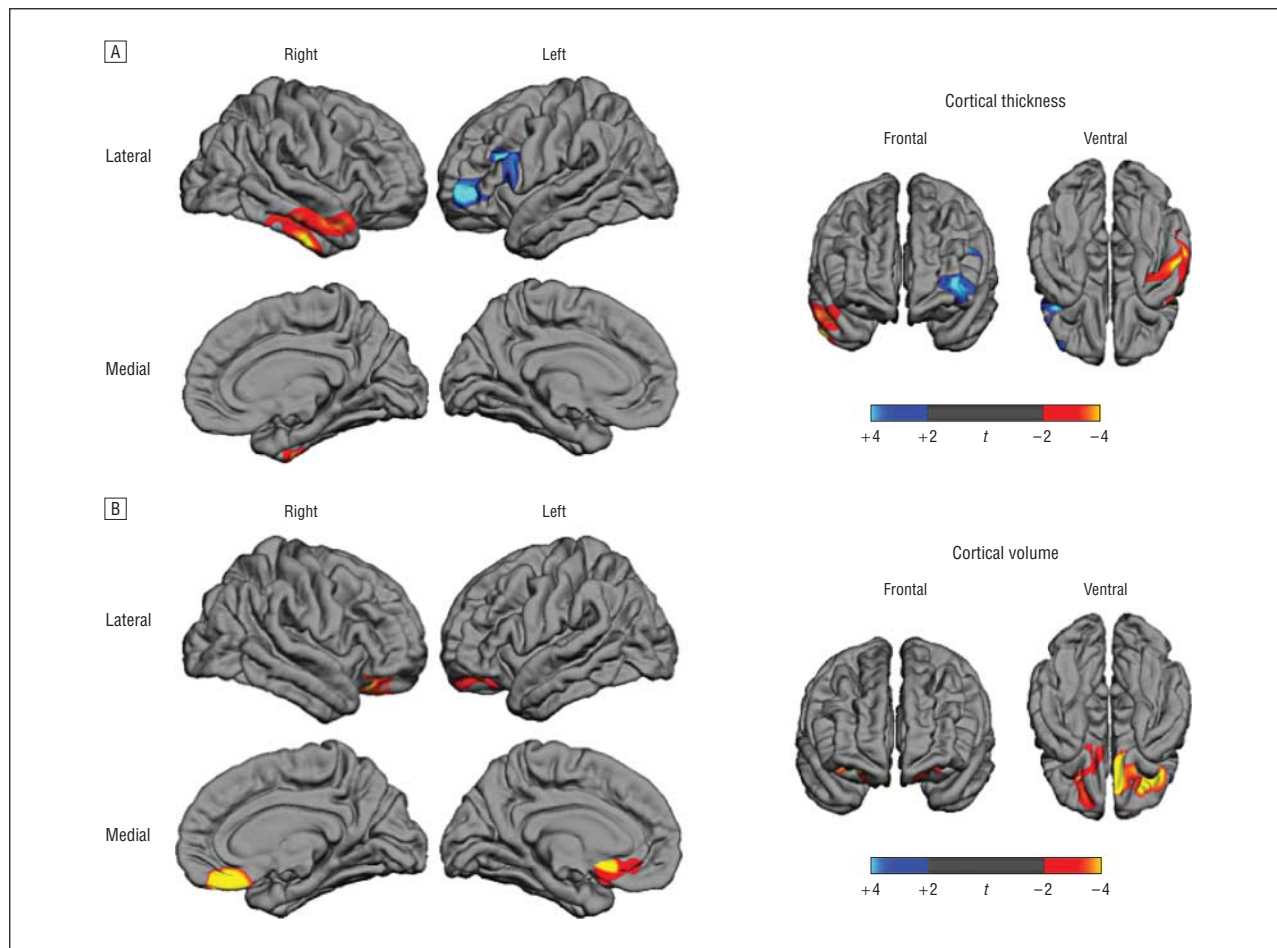 A
Right
Left
Cortical thickness
Lateral
Frontal
Ventral
Medial
+4 +2 t −2 −4
B
Right
Left
Cortical volume
Lateral
Frontal
Ventral
Medial
+4 +2 t −2 −4